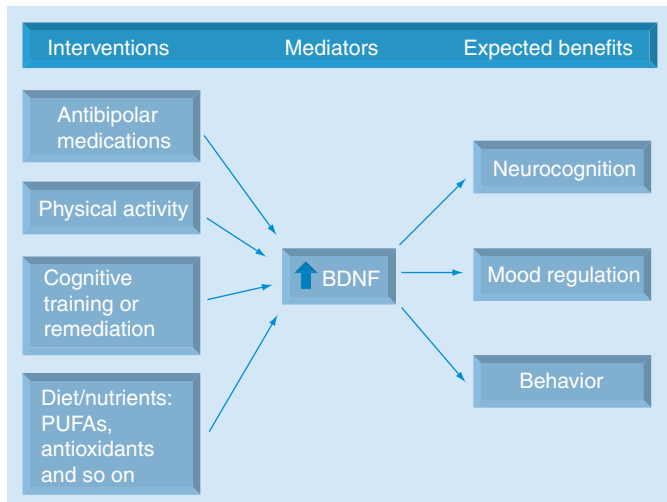 Interventions Mediators Expected benefits
Antibipolar
medications
Physical activity
Cognitive
training or
remediation
Diet/nutrients:
PUFAs,
antioxidants
and so on
BDNF
Neurocognition
Mood regulation
Behavior